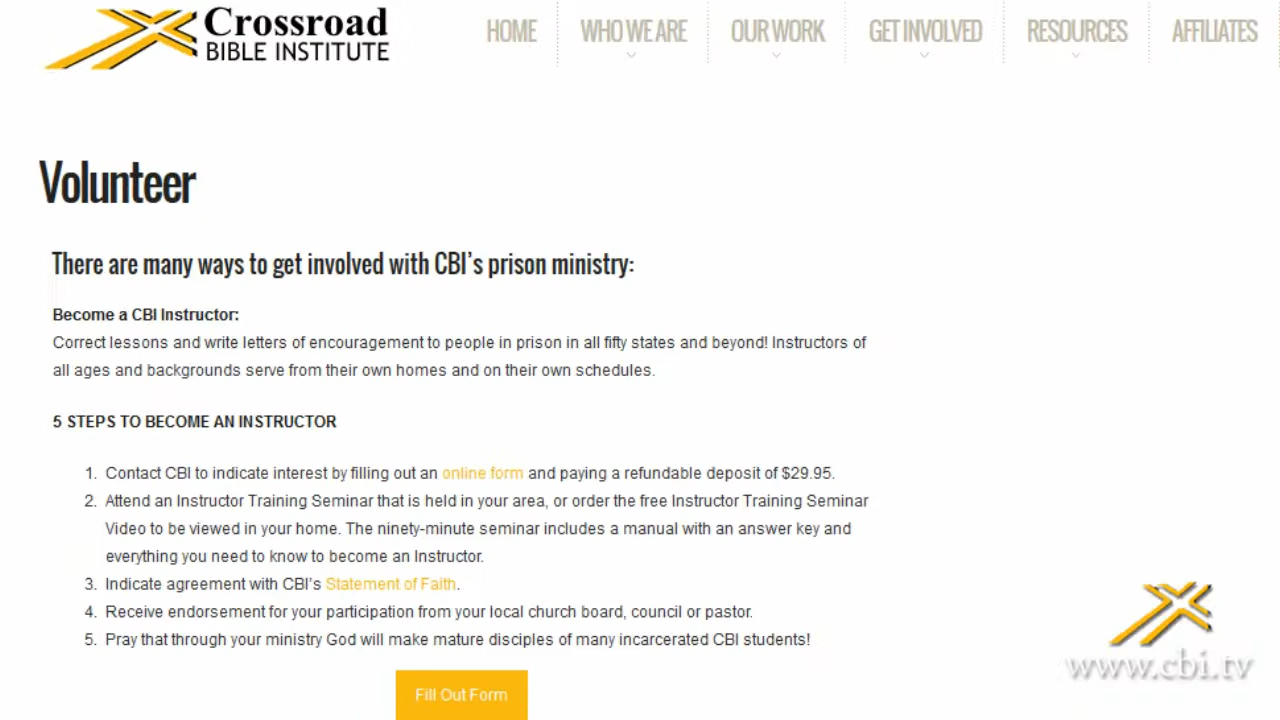 Crossroad
BIBLE INSTITUTE
HOME
WHO WE ARE
OUR WORK
GET INVOLVED
RESOURCES
AFFILIATES
Volunteer
There are many ways to get involved with CBI's prison ministry:
Become a CBI Instructor:
Correct lessons and write letters of encouragement to people in prison in all fifty states and beyond! Instructors of
all ages and backgrounds serve from their own homes and on their own schedules.
5 STEPS TO BECOME AN INSTRUCTOR
1. Contact CBI to indicate interest by filling out an online form and paying a refundable deposit of $29.95.
2. Attend an Instructor Training Seminar that is held in your area, or order the free Instructor Training Seminar
Video to be viewed in your home. The ninety-minute seminar includes a manual with an answer key and
everything you need to know to become an Instructor.
3. Indicate agreement with CBI's Statement of Faith.
4. Receive endorsement for your participation from your local church board, council or pastor.
5. Pray that through your ministry God will make mature disciples of many incarcerated CBI students!
Fill Out Form
www.cbi.tv